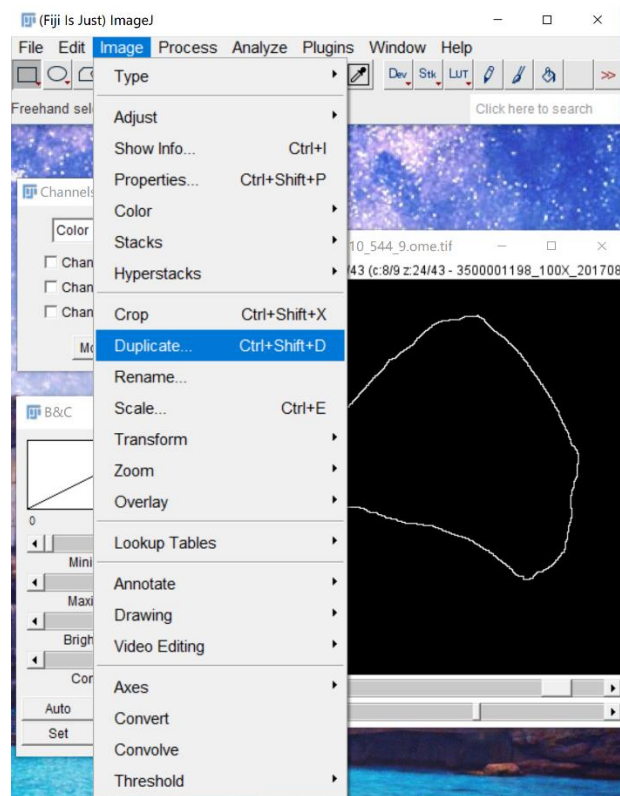 (Fiji Is Just) ImageJ
File Edit Image Process Analyze Plugins Window Help
Dev Stk LUT
>>
Freehand sel
Click here to search
Type
Adjust
Show Info... Ctrl+I
Properties... Ctrl+Shift+P
Color
Stacks
Hyperstacks
Crop Ctrl+Shift+X
Duplicate... Ctrl+Shift+D
Rename...
Scale... Ctrl+E
Transform
Zoom
Overlay
Lookup Tables
Annotate
Drawing
Video Editing
Axes
Convert
Convolve
Threshold
Channels
Color
Chan
Chan
Chan
Mo
B&C
0
Mini
Maxi
Brigh
Cor
Auto
Set
10_544_9.ome.tif
/43 (c:8/9 z:24/43 - 3500001198_100X_201708